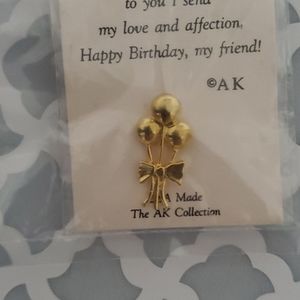 to you I send
my love and affection,
Happy Birthday, my friend!
©AK
A Made
The AK Collection